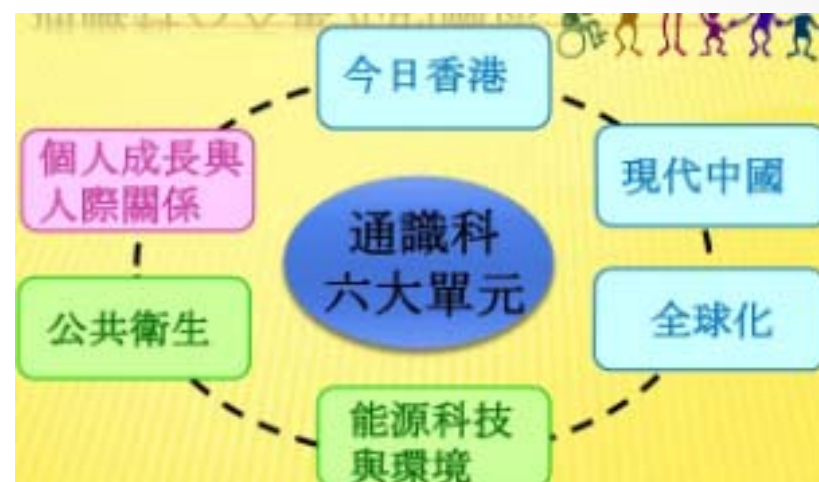 今日香港
個人成長與
人際關係
現代中國
通識科
六大單元
公共衛生
全球化
能源科技
與環境